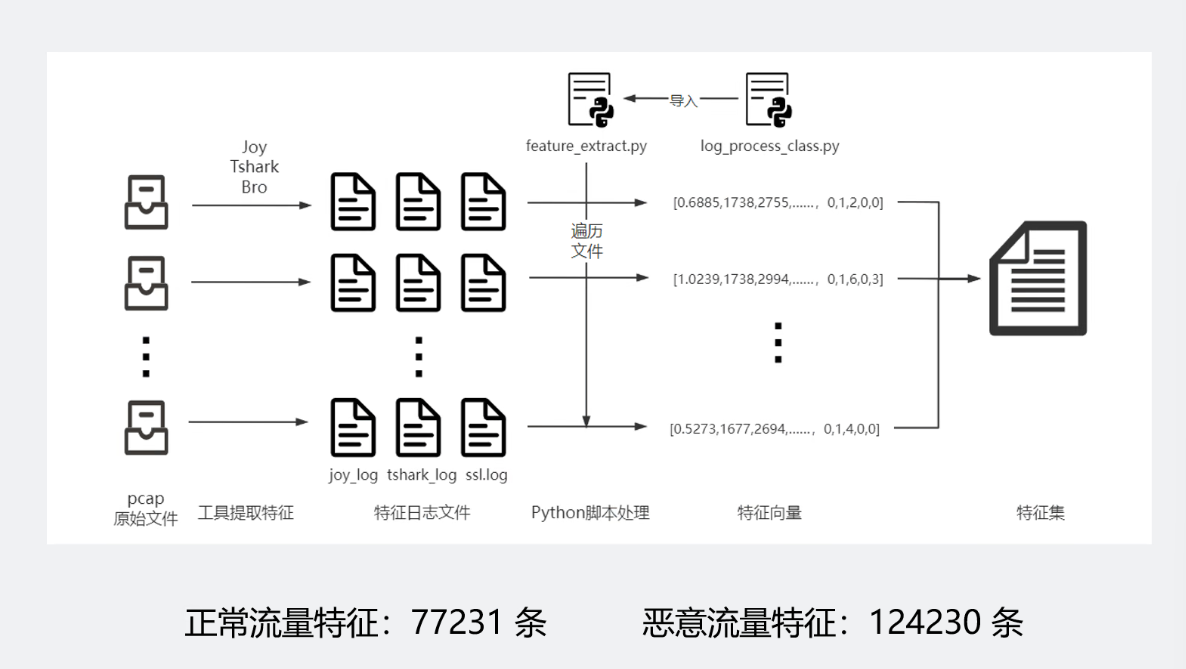 导入
feature_extract.py
log_process_class.py
Joy
Tshark
Bro
[0.6885,1738,2755,......，0,1,2,0,0]
遍历
文件
[1.0239,1738,2994,......，0,1,6,0,3]
[0.5273,1677,2694,......，0,1,4,0,0]
joy_log tshark_log ssl.log
pcap
原始文件
工具提取特征
特征日志文件
Python脚本处理
特征向量
特征集
正常流量特征：77231 条
恶意流量特征：124230 条